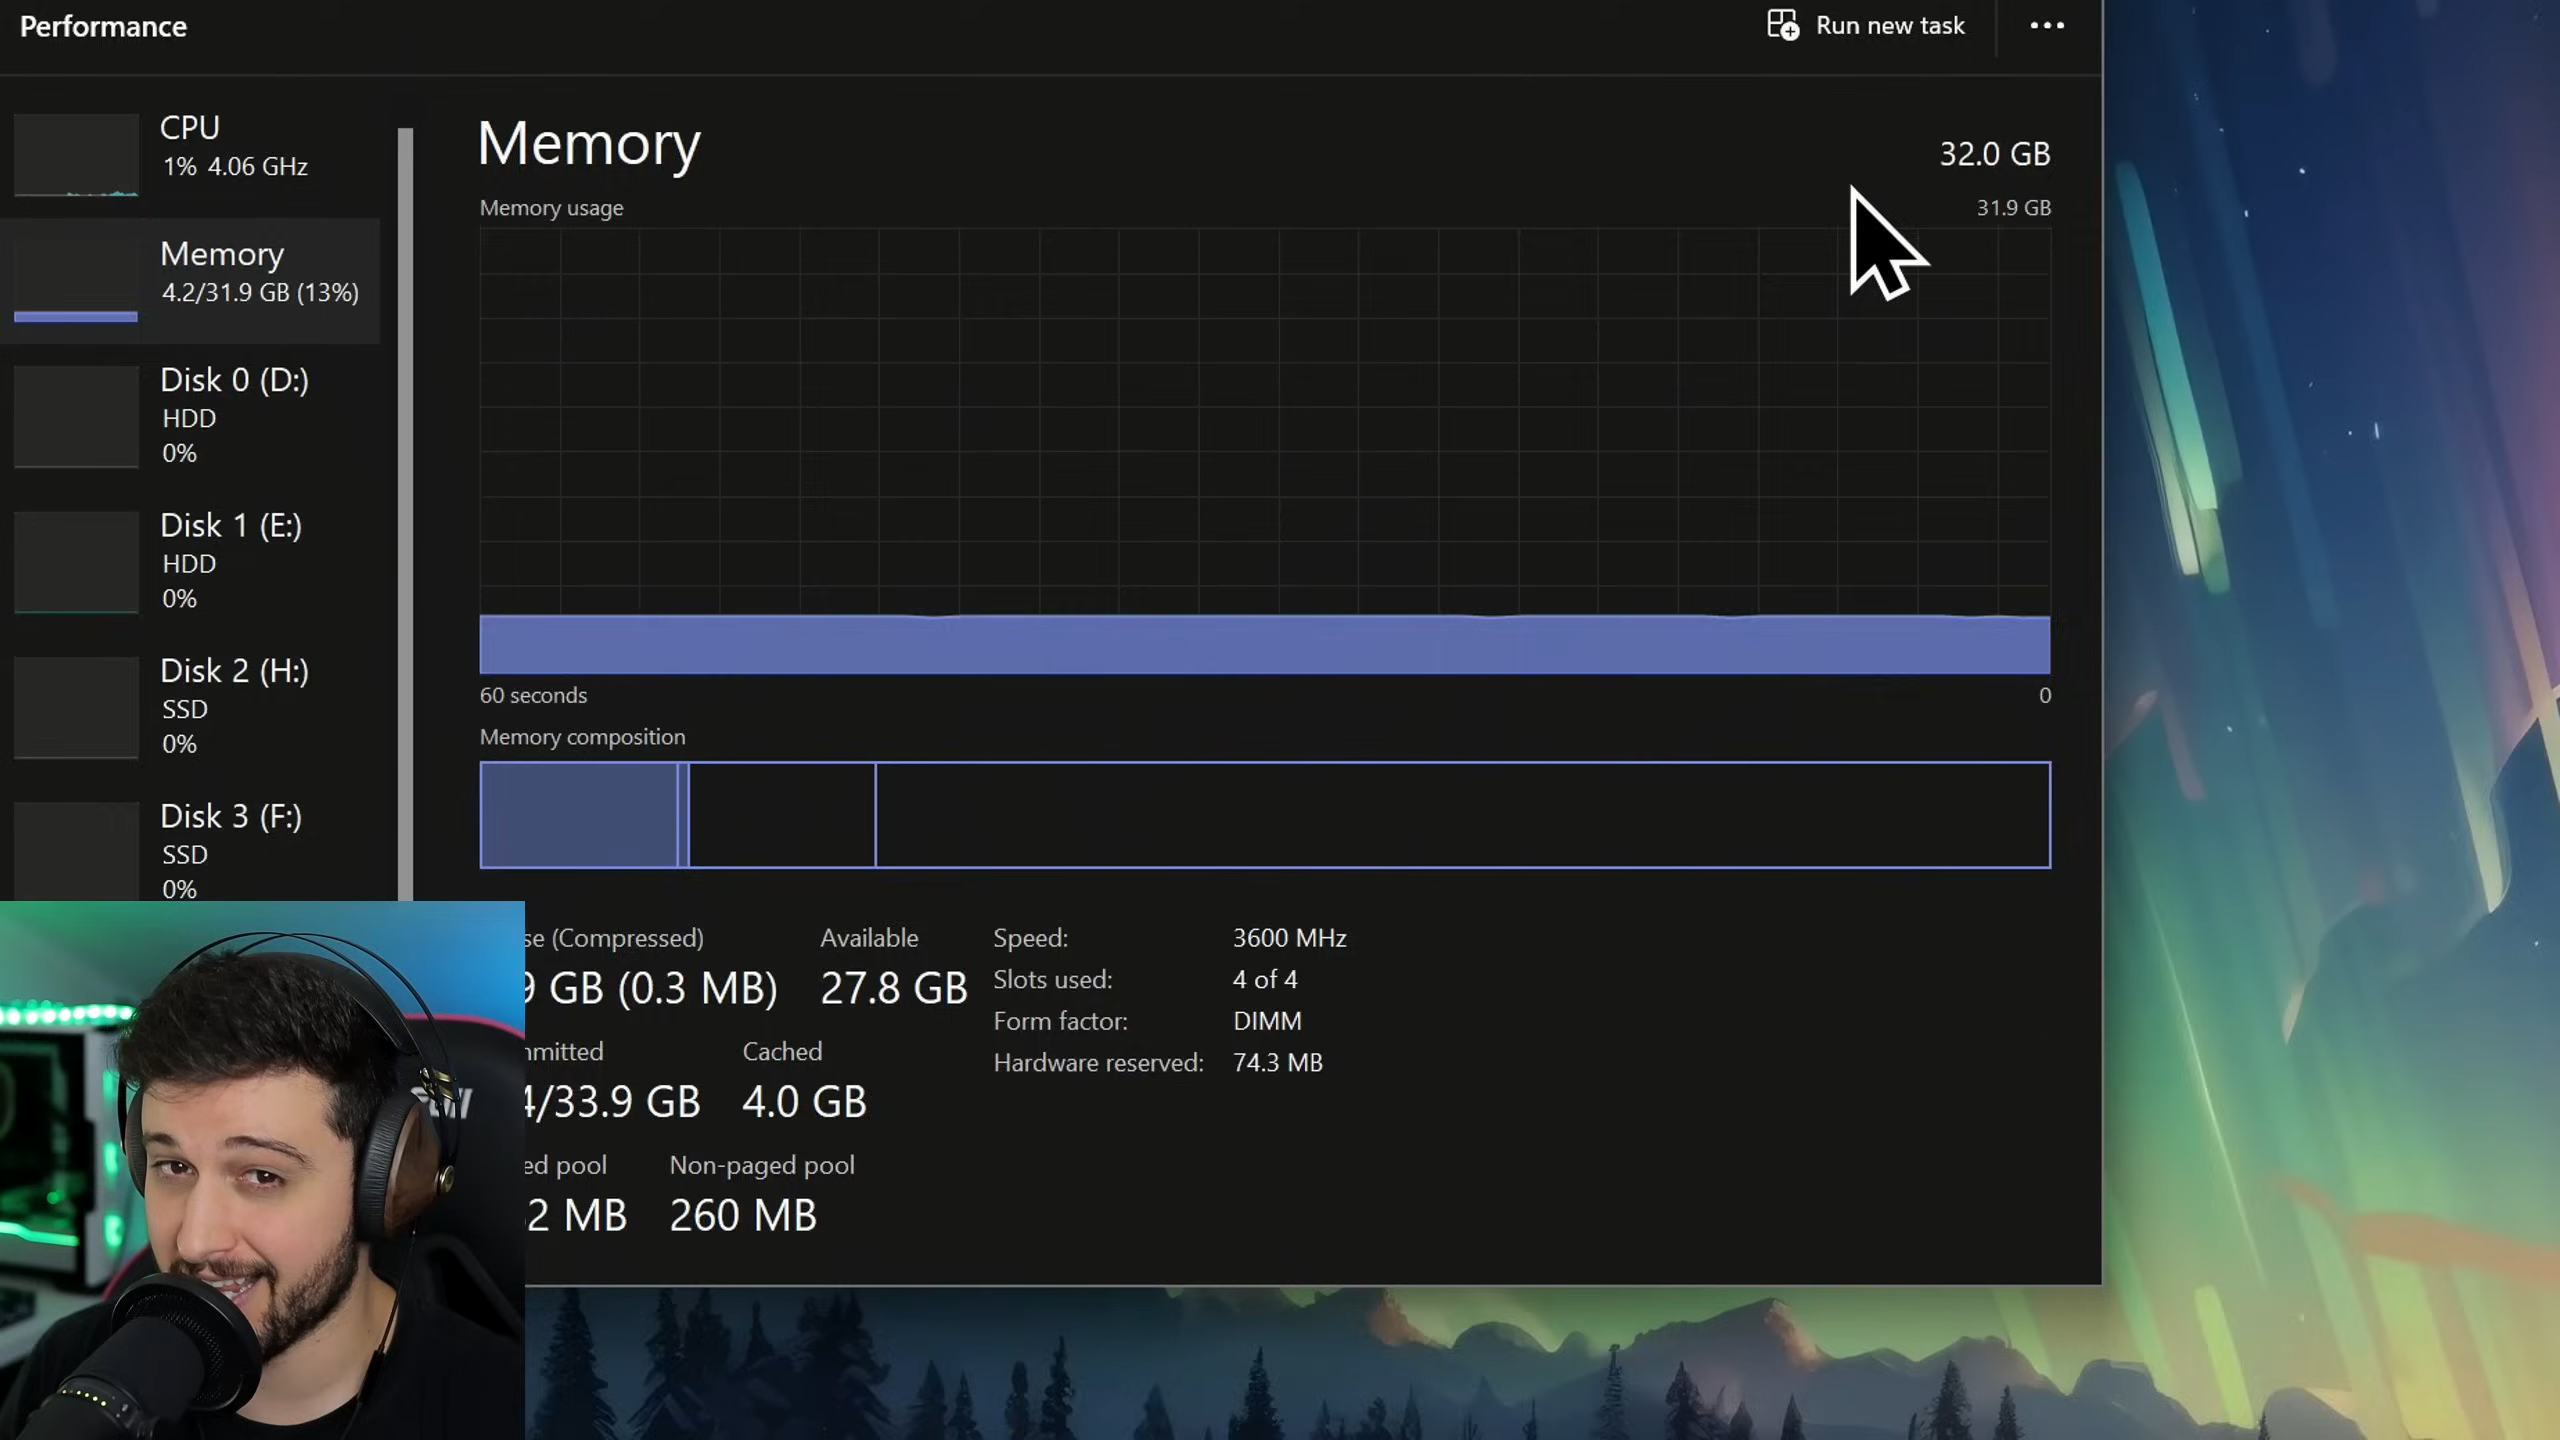 Performance
Run new task
CPU
1% 4.06 GHz
Memory
4.2/31.9 GB (13%)
Disk 0 (D:)
HDD
0%
Disk 1 (E:)
HDD
0%
Disk 2 (H:)
SSD
0%
Disk 3 (F:)
SSD
0%
Memory
32.0 GB
Memory usage
31.9 GB
60 seconds
0
Memory composition
(Compressed)
GB (0.3 MB)
Available
27.8 GB
/33.9 GB
Cached
4.0 GB
pool
2 MB
Non-paged pool
260 MB
Speed:
3600 MHz
Slots used:
4 of 4
Form factor:
DIMM
Hardware reserved:
74.3 MB